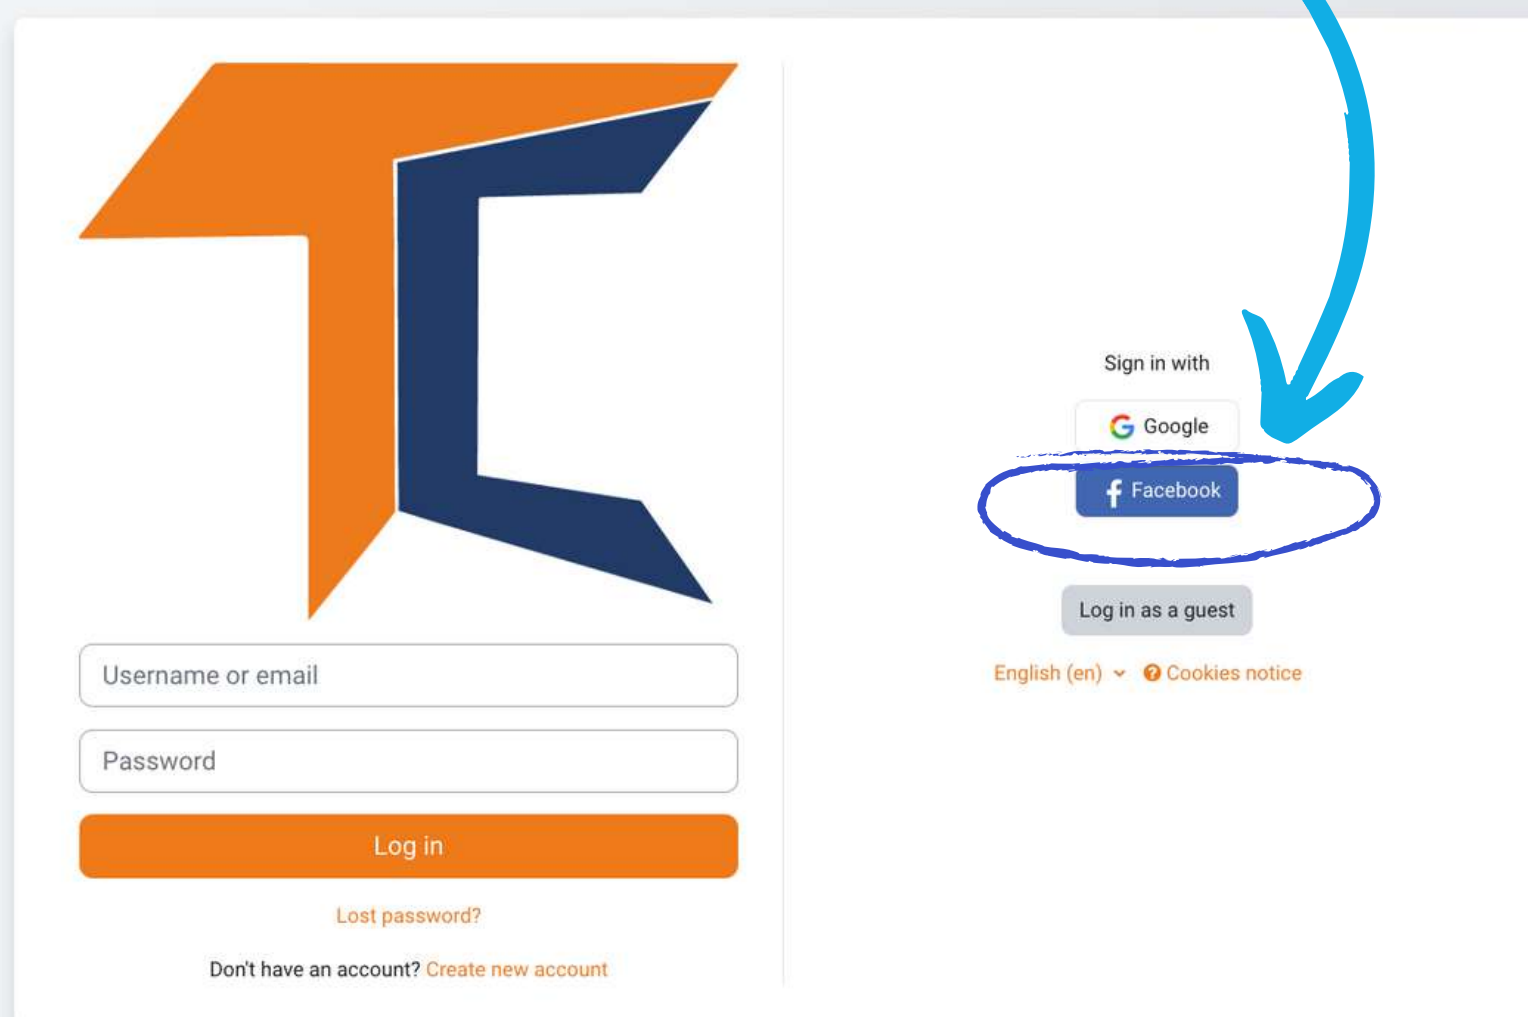 TC
Username or email
Password
Log in
Lost password?
Don't have an account? Create new account
Sign in with
Google
Facebook
Log in as a guest
English (en) Cookies notice